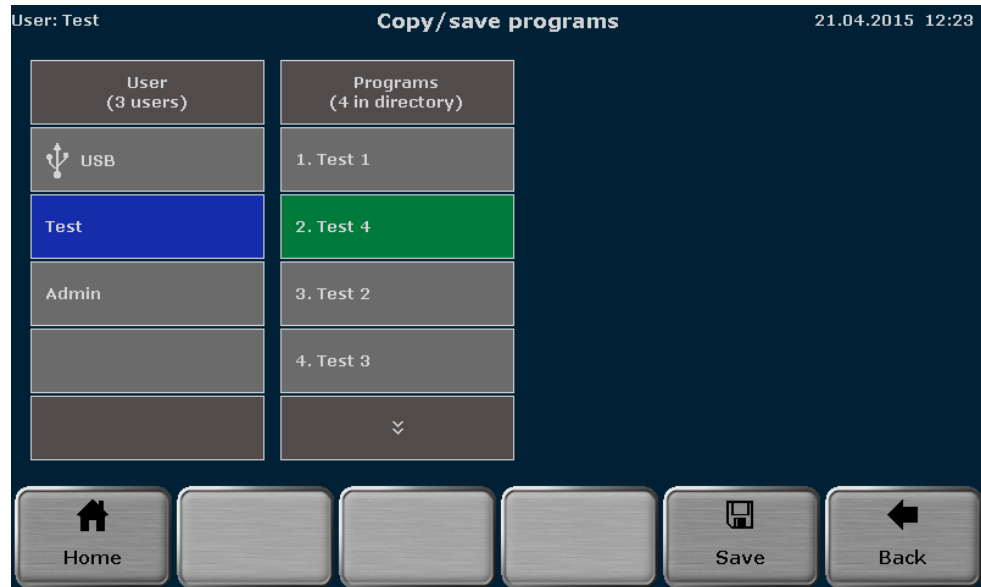 User: Test
Copy/save programs
21.04.2015 12:23
User
(3 users)
Programs
(4 in directory)
USB
1. Test 1
Test
2. Test 4
Admin
3. Test 2
4. Test 3
Home
Save
Back